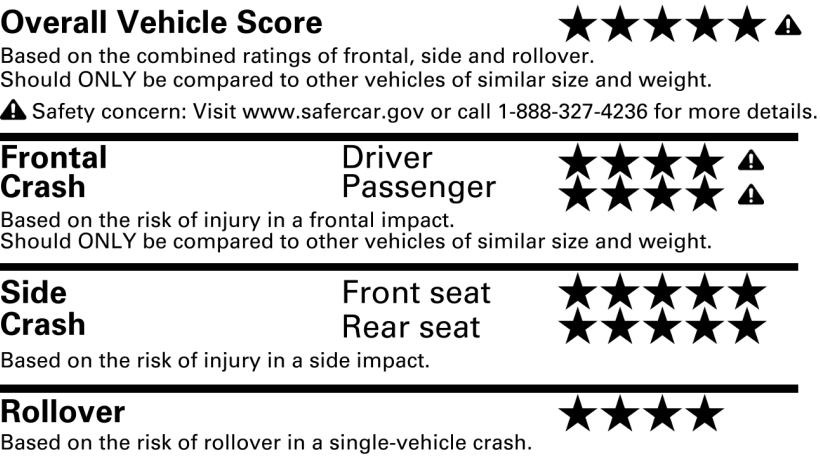 Overall Vehicle Score ★★★★★ ⚠
Based on the combined ratings of frontal, side and rollover.
Should ONLY be compared to other vehicles of similar size and weight.
⚠ Safety concern: Visit www.safercar.gov or call 1-888-327-4236 for more details.
Frontal Driver ★★★★ ⚠
Crash Passenger ★★★★ ⚠
Based on the risk of injury in a frontal impact.
Should ONLY be compared to other vehicles of similar size and weight.
Side Front seat ★★★★★
Crash Rear seat ★★★★★
Based on the risk of injury in a side impact.
Rollover ★★★★
Based on the risk of rollover in a single-vehicle crash.